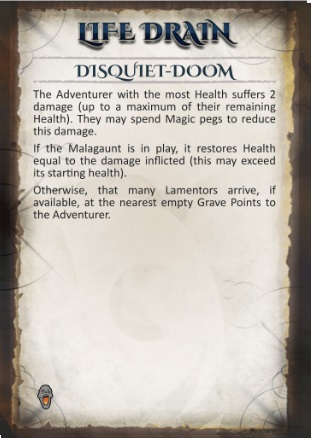 LIFE DRAIN
DISQUIET-DOOM
The Adventurer with the most Health suffers 2
damage (up to a maximum of their remaining
Health). They may spend Magic pegs to reduce
this damage.
If the Malagaunt is in play, it restores Health
equal to the damage inflicted (this may exceed
its starting health).
Otherwise, that many Lamentors arrive, if
available, at the nearest empty Grave Points to
the Adventurer.